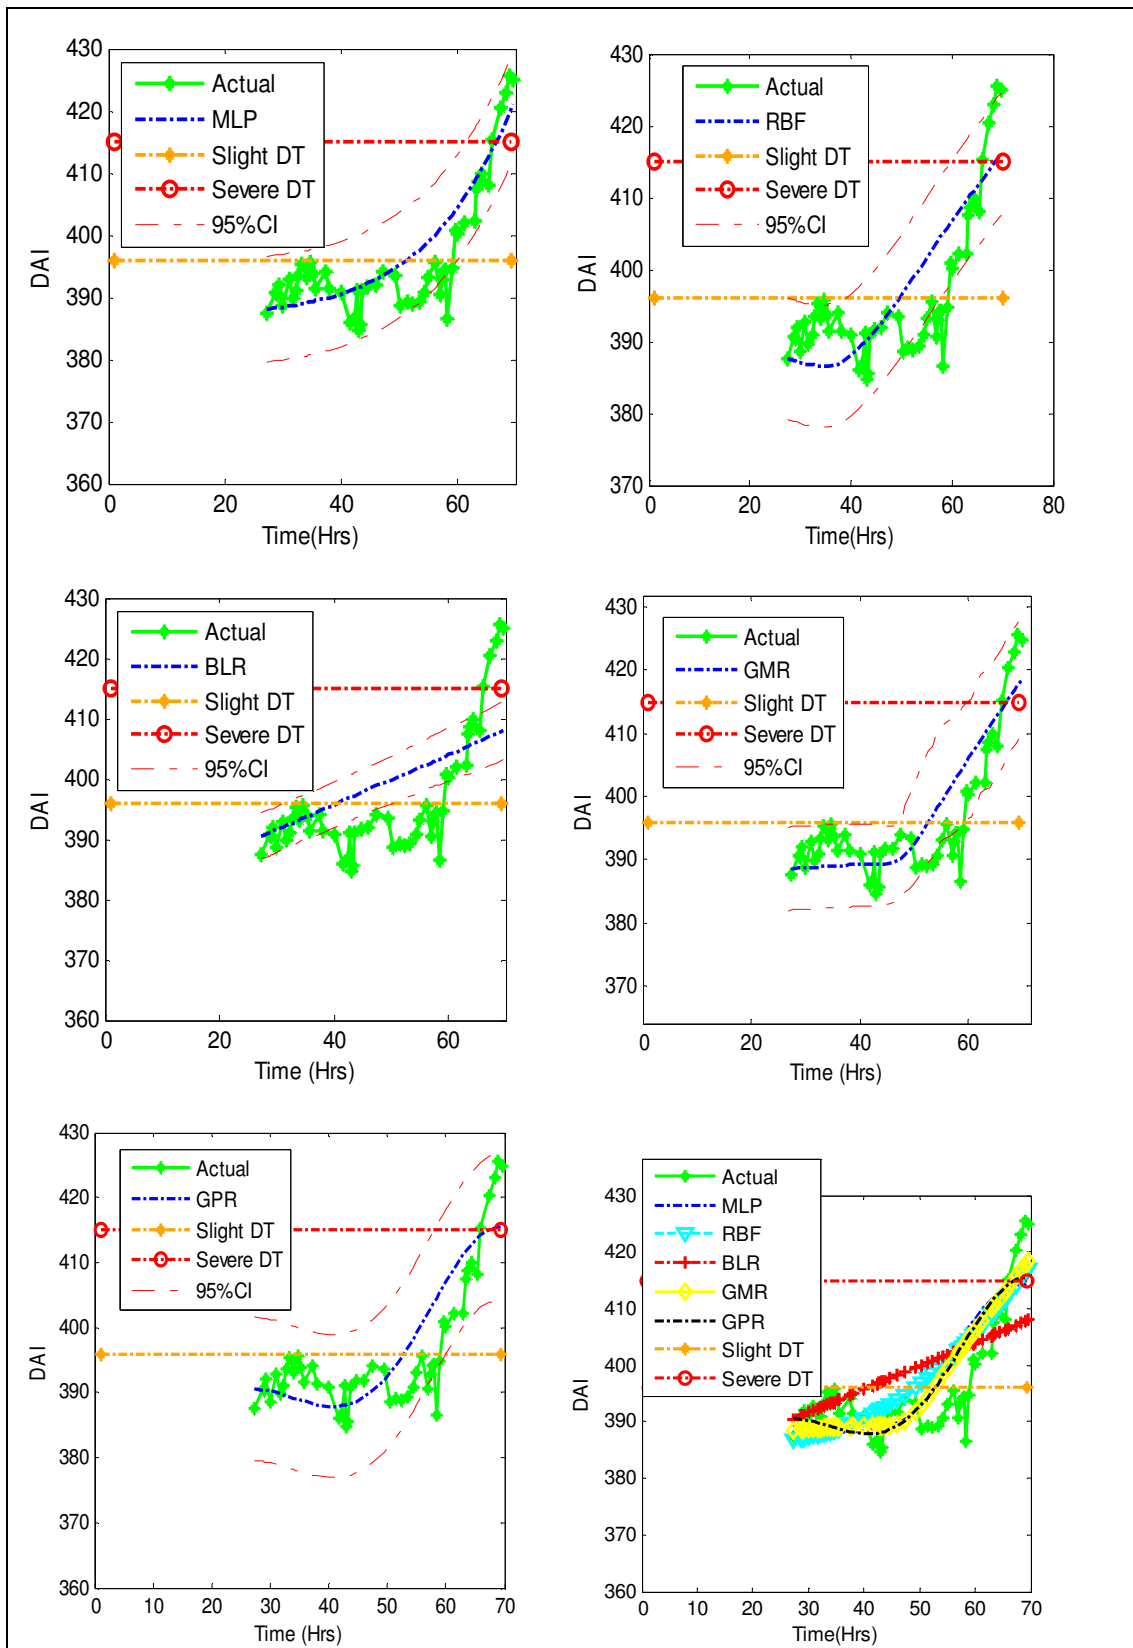 430
420
410
400
390
380
370
360
DAI
Actual
MLP
Slight DT
Severe DT
95%CI
0
20
40
60
Time(Hrs)
430
420
410
400
390
380
370
DAI
Actual
RBF
Slight DT
Severe DT
95%CI
0
20
40
60
80
Time(Hrs)
430
420
410
400
390
380
370
360
DAI
Actual
BLR
Slight DT
Severe DT
95%CI
0
20
40
60
Time (Hrs)
430
420
410
400
390
380
370
DAI
Actual
GMR
Slight DT
Severe DT
95%CI
0
20
40
60
Time (Hrs)
430
420
410
400
390
380
370
360
DAI
Actual
GPR
Slight DT
Severe DT
95%CI
0
10
20
30
40
50
60
70
Time (Hrs)
430
420
410
400
390
380
370
360
DAI
Actual
MLP
RBF
BLR
GMR
GPR
Slight DT
Severe DT
0
10
20
30
40
50
60
70
Time(Hrs)